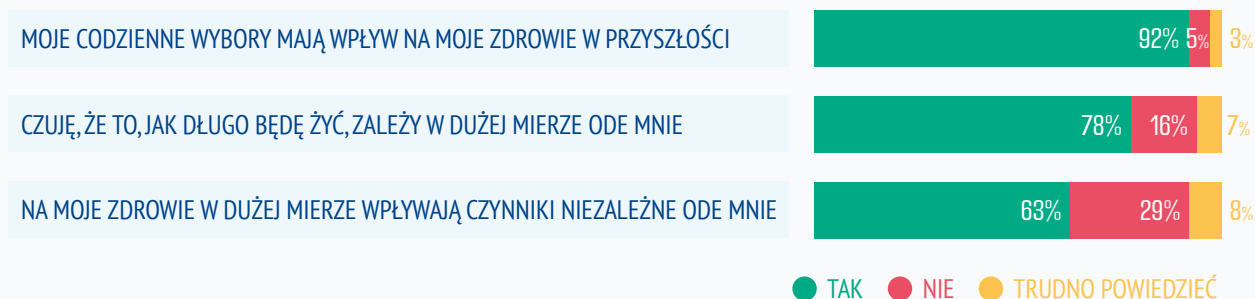 MOJE CODZIENNE WYBORY MAJĄ WPŁYW NA MOJE ZDROWIE W PRZYSZŁOŚCI 92% 5% 3%
CZUJĘ, ŻE TO, JAK DŁUGO BĘDĘ ŻYĆ, ZALEŻY W DUŻEJ MIERZE ODE MNIE 78% 16% 7%
NA MOJE ZDROWIE W DUŻEJ MIERZE WPŁYWAJĄ CZYNNIKI NIEZALEŻNE ODE MNIE 63% 29% 8%
TAK NIE TRUDNO POWIEDZIEĆ